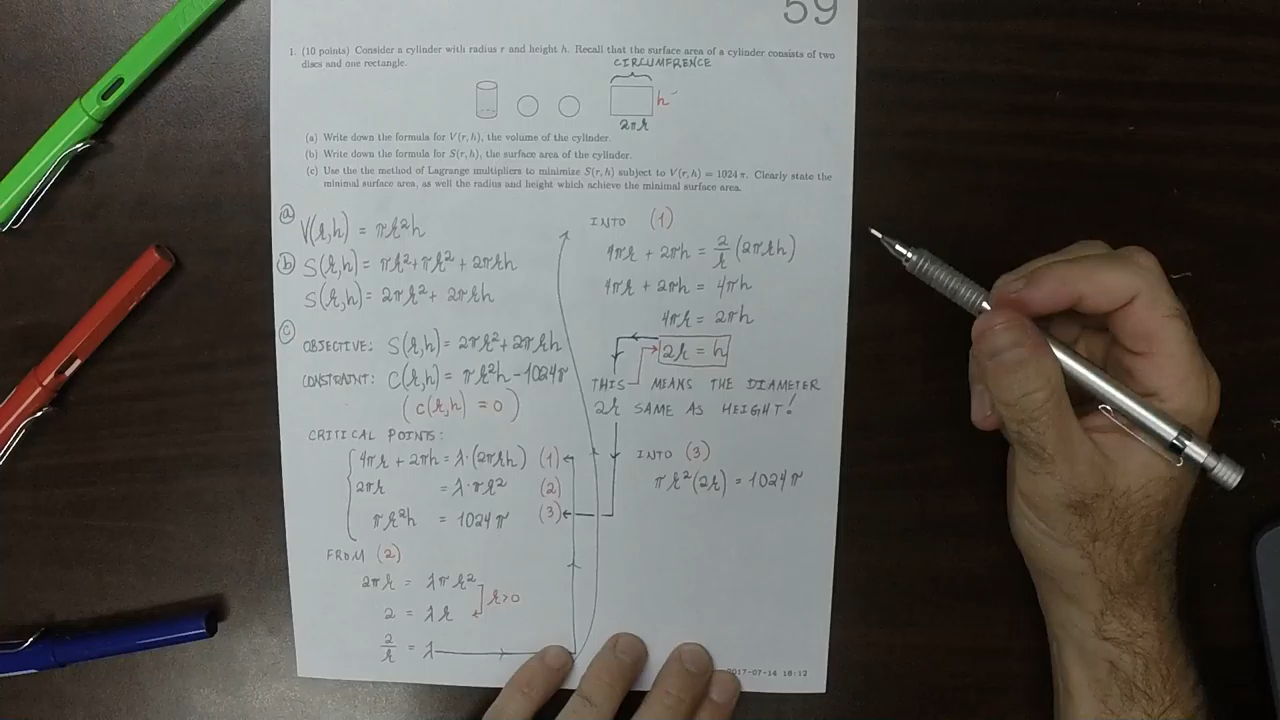 59
1. (10 points) Consider a cylinder with radius r and height h. Recall that the surface area of a cylinder consists of two
discs and one rectangle.
CIRCUMFRENCE
h
2πr
(a) Write down the formula for V(r, h), the volume of the cylinder.
(b) Write down the formula for S(r, h), the surface area of the cylinder.
(c) Use the the method of Lagrange multipliers to minimize S(r, h) subject to V(r, h) = 1024 π. Clearly state the
minimal surface area, as well the radius and height which achieve the minimal surface area.
(a) V(r,h) = πr²h
(b) S(r,h) = πr²+πr² + 2πrh
S(r,h) = 2πr² + 2πrh
(c)
OBJECTIVE: S(r,h) = 2πr²+2πrh
CONSTRAINT: C(r,h) = πr²h-1024π
(C(r,h) = 0)
CRITICAL POINTS:
4πr + 2πh = λ·(2πrh) (1)
2πr = λ·πr² (2)
πr²h = 1024π (3)
FROM (2)
2πr = λπr²
2 = λr
r>0
2/r = λ
INTO (1)
4πr + 2πh = 2/r (2πrh)
4πr + 2πh = 4πh
4πr = 2πh
2r = h
THIS MEANS THE DIAMETER
2r SAME AS HEIGHT!
INTO (3)
πr²(2r) = 1024π
2017-07-14 16:12